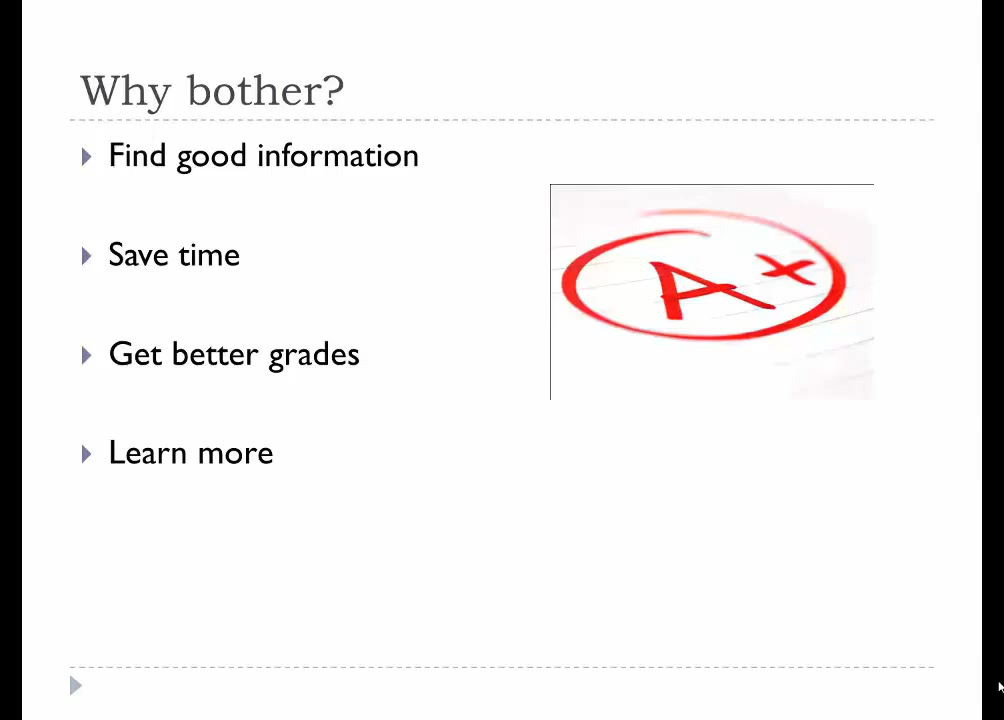 Why bother?
Find good information
Save time
Get better grades
Learn more
A+